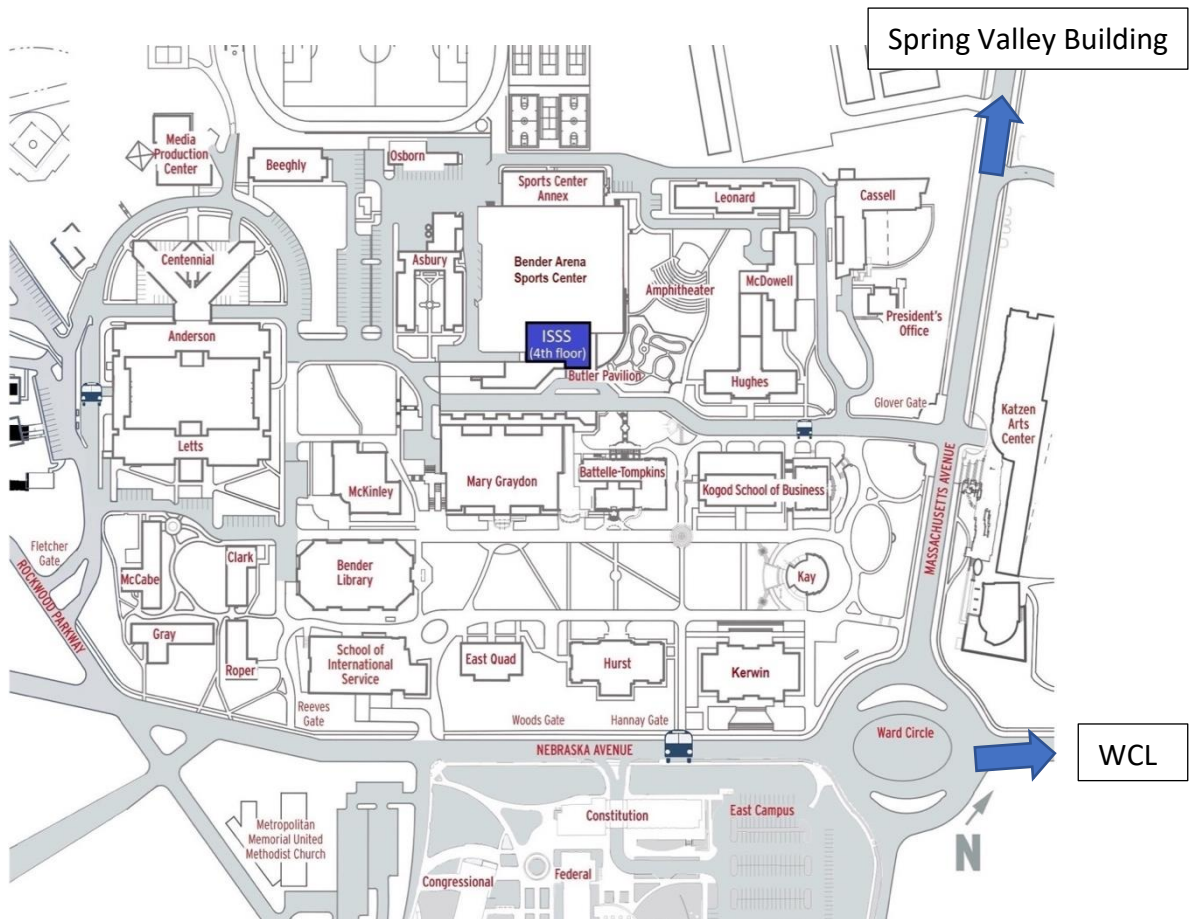 Spring Valley Building
Media
Production
Center
Beeghly
Osborn
Sports Center
Annex
Leonard
Cassell
Centennial
Asbury
Bender Arena
Sports Center
Amphitheater
McDowell
President's
Office
Anderson
ISSS
(4th floor)
Butler Pavilion
Hughes
Glover Gate
Katzen
Arts
Center
Letts
McKinley
Mary Graydon
Battelle-Tompkins
Kogod School of Business
MASSACHUSETTS AVENUE
Fletcher
Gate
ROCKWOOD PARKWAY
McCabe
Clark
Bender
Library
Kay
Gray
Roper
School of
International
Service
East Quad
Hurst
Kerwin
Reeves
Gate
Woods Gate
Hannay Gate
NEBRASKA AVENUE
Ward Circle
WCL
Metropolitan
Memorial United
Methodist Church
Constitution
East Campus
N
Federal
Congressional